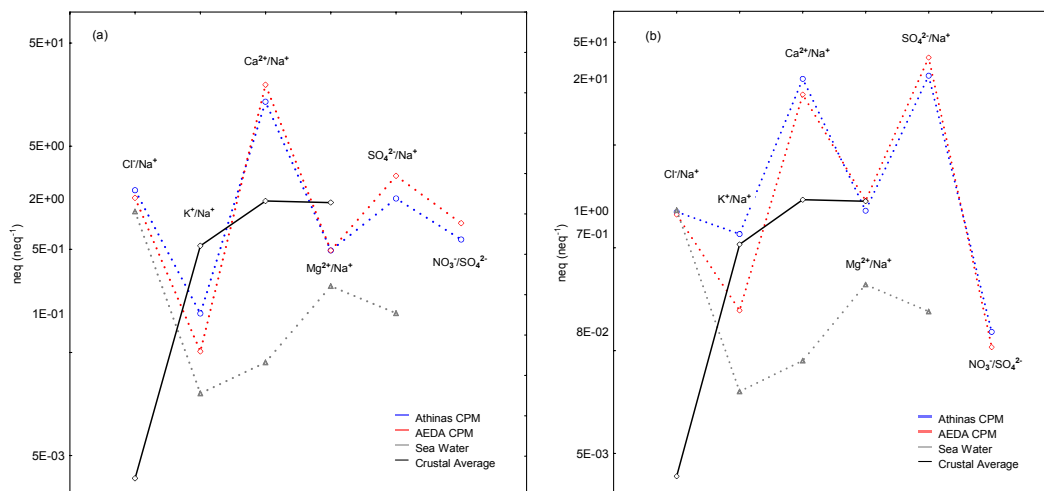 (a)
5E+01
5E+00
2E+00
5E-01
1E-01
5E-03
neq (neq⁻¹)
Cl⁻/Na⁺
K⁺/Na⁺
Ca²⁺/Na⁺
Mg²⁺/Na⁺
SO₄²⁻/Na⁺
NO₃⁻/SO₄²⁻
Athinas CPM
AEDA CPM
Sea Water
Crustal Average
(b)
5E+01
2E+01
1E+00
7E-01
8E-02
5E-03
neq (neq⁻¹)
Cl⁻/Na⁺
K⁺/Na⁺
Ca²⁺/Na⁺
Mg²⁺/Na⁺
SO₄²⁻/Na⁺
NO₃⁻/SO₄²⁻
Athinas CPM
AEDA CPM
Sea Water
Crustal Average